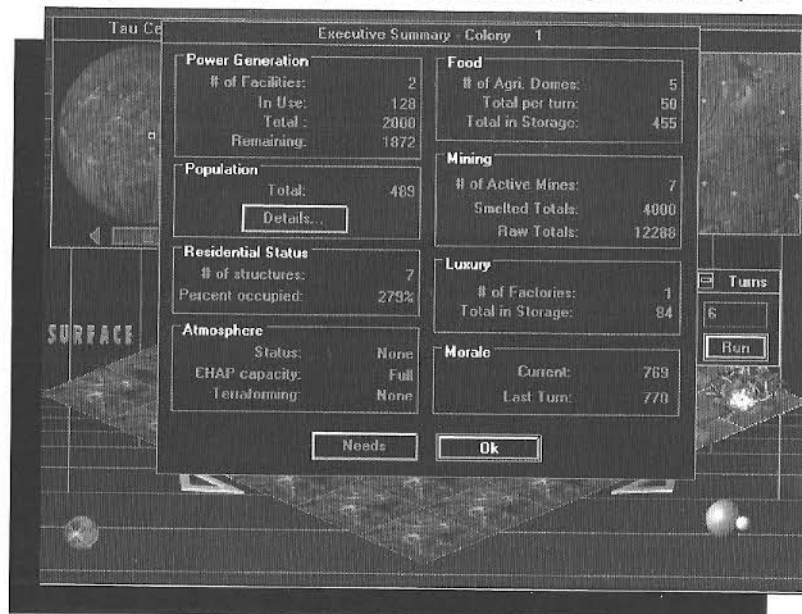 Tau Ce
Executive Summary - Colony 1
Power Generation
# of Facilities: 2
In Use: 128
Total : 2000
Remaining: 1872
Population
Total: 489
Details...
Residential Status
# of structures: 7
Percent occupied: 279%
Atmosphere
Status: None
CHAP capacity: Full
Terraforming: None
Food
# of Agri. Domes: 5
Total per turn: 50
Total in Storage: 455
Mining
# of Active Mines: 7
Smelted Totals: 4000
Raw Totals: 12288
Luxury
# of Factories: 1
Total in Storage: 84
Morale
Current: 769
Last Turn: 770
Needs
Ok
SURFACE
Turns
6
Run